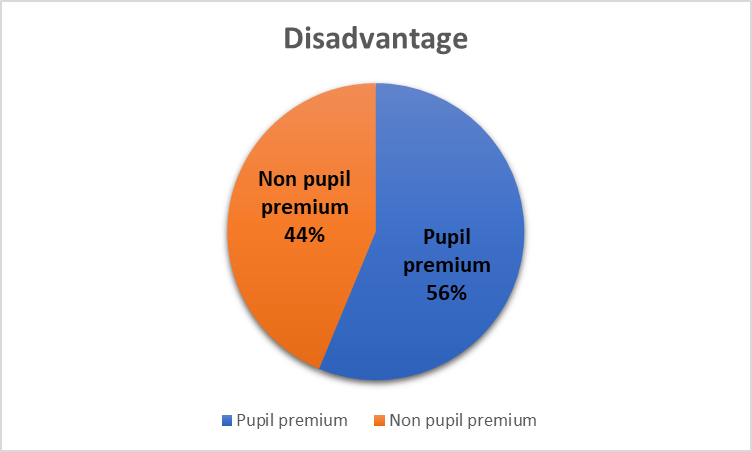 Disadvantage
Non pupil
premium
44%
Pupil
premium
56%
Pupil premium
Non pupil premium